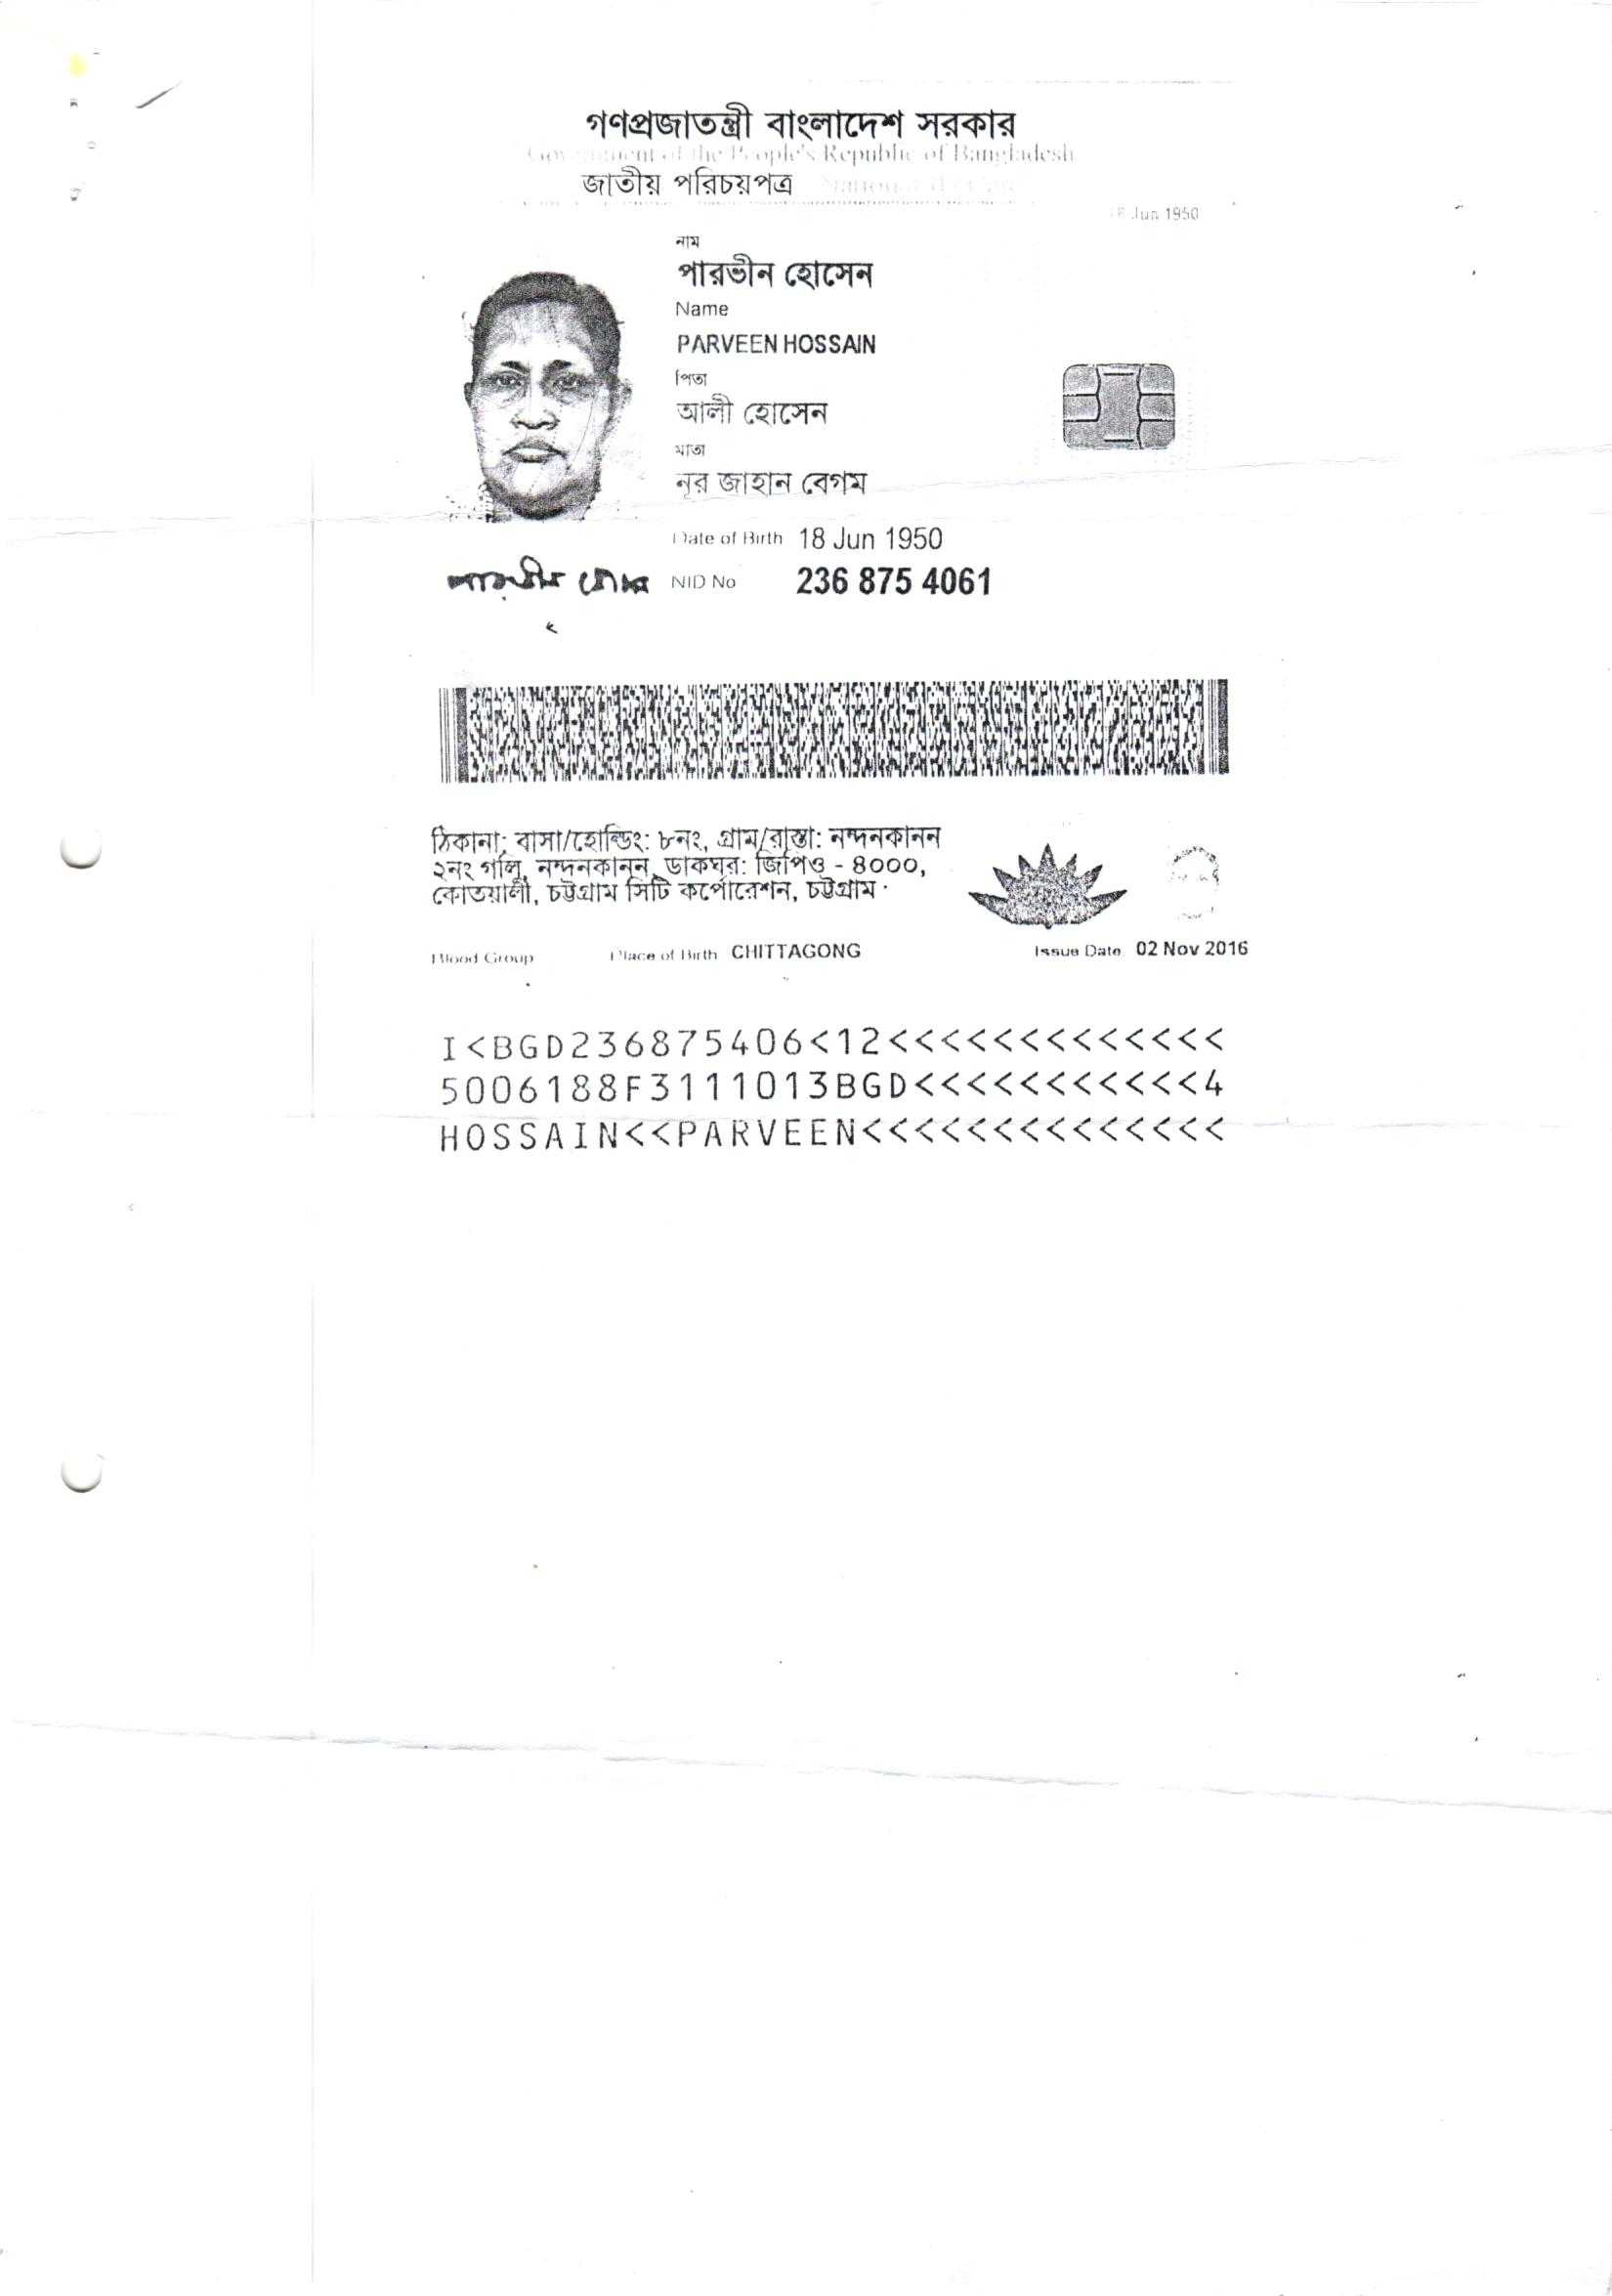 গণপ্রজাতন্ত্রী বাংলাদেশ সরকার
Government of the People's Republic of Bangladesh
জাতীয় পরিচয়পত্র
Jun 1950
নাম
পারভীন হোসেন
Name
PARVEEN HOSSAIN
পিতা
আলী হোসেন
মাতা
নূর জাহান বেগম
Date of Birth 18 Jun 1950
পারভীন হোসেন NID No 236 875 4061
ঠিকানা: বাসা/হোল্ডিং: ৮নং, গ্রাম/রাস্তা: নন্দনকানন
২নং গলি, নন্দনকানন, ডাকঘর: জিপিও - ৪০০০,
কোতয়ালী, চট্টগ্রাম সিটি কর্পোরেশন, চট্টগ্রাম
Blood Group Place of Birth CHITTAGONG Issue Date 02 Nov 2016
I<BGD236875406<12<<<<<<<<<<<<<
5006188F3111013BGD<<<<<<<<<<<4
HOSSAIN<<PARVEEN<<<<<<<<<<<<<<